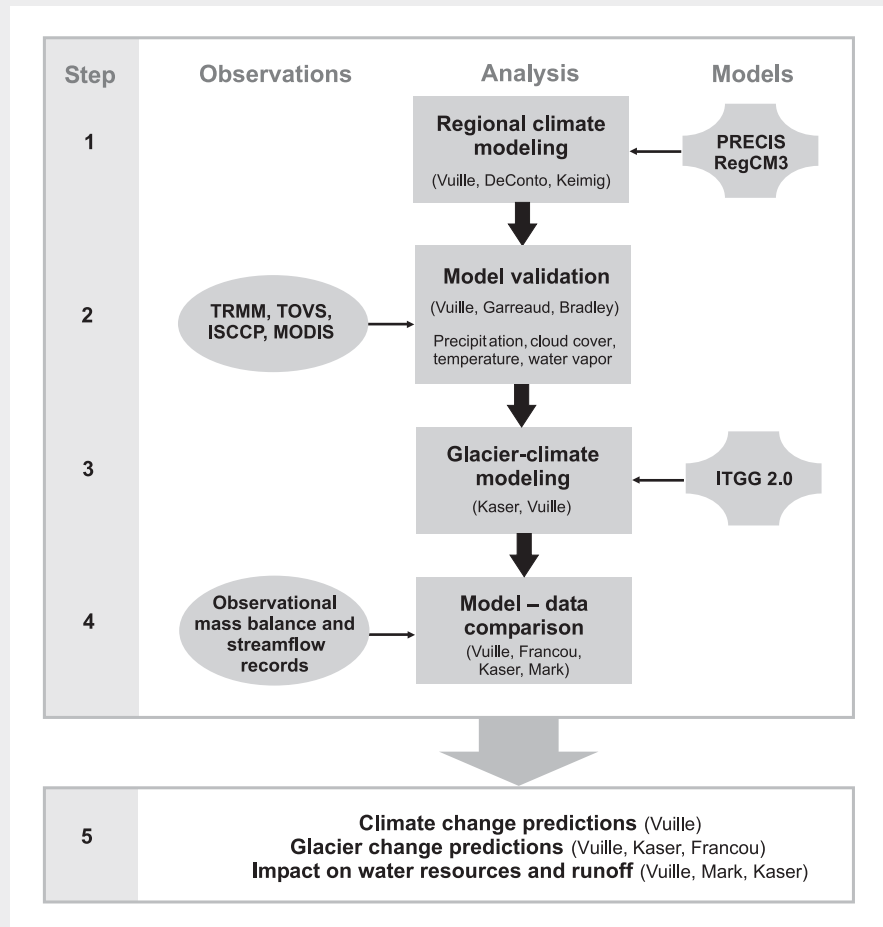 Step Observations Analysis Models
1
Regional climate
modeling
(Vuille, DeConto, Keimig)
PRECIS
RegCM3
2
TRMM, TOVS,
ISCCP, MODIS
Model validation
(Vuille, Garreaud, Bradley)
Precipitation, cloud cover,
temperature, water vapor
3
Glacier-climate
modeling
(Kaser, Vuille)
ITGG 2.0
4
Observational
mass balance and
streamflow
records
Model – data
comparison
(Vuille, Francou,
Kaser, Mark)
5
Climate change predictions (Vuille)
Glacier change predictions (Vuille, Kaser, Francou)
Impact on water resources and runoff (Vuille, Mark, Kaser)